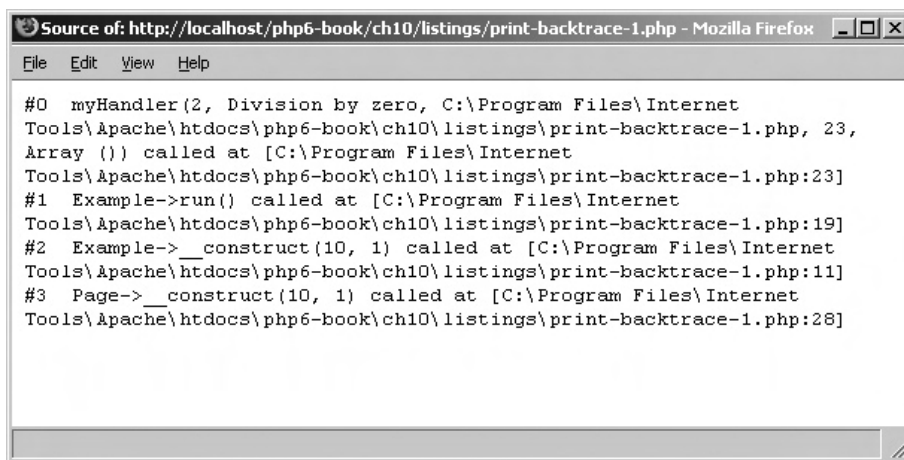 Source of: http://localhost/php6-book/ch10/listings/print-backtrace-1.php - Mozilla Firefox
File Edit View Help
#0  myHandler(2, Division by zero, C:\Program Files\Internet
Tools\Apache\htdocs\php6-book\ch10\listings\print-backtrace-1.php, 23,
Array ()) called at [C:\Program Files\Internet
Tools\Apache\htdocs\php6-book\ch10\listings\print-backtrace-1.php:23]
#1  Example->run() called at [C:\Program Files\Internet
Tools\Apache\htdocs\php6-book\ch10\listings\print-backtrace-1.php:19]
#2  Example->__construct(10, 1) called at [C:\Program Files\Internet
Tools\Apache\htdocs\php6-book\ch10\listings\print-backtrace-1.php:11]
#3  Page->__construct(10, 1) called at [C:\Program Files\Internet
Tools\Apache\htdocs\php6-book\ch10\listings\print-backtrace-1.php:28]